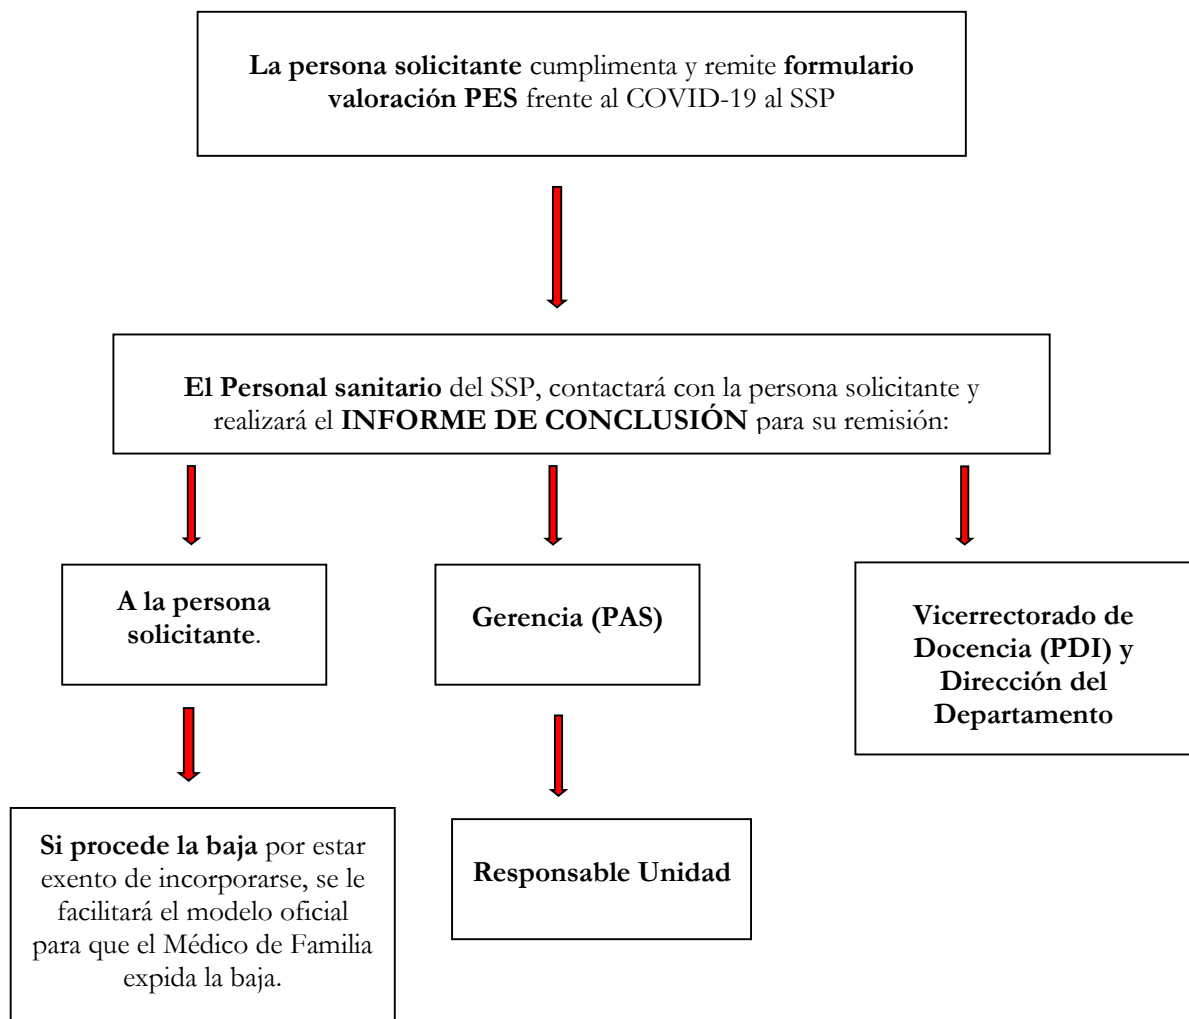 La persona solicitante cumplimenta y remite formulario
valoración PES frente al COVID-19 al SSP
El Personal sanitario del SSP, contactará con la persona solicitante y
realizará el INFORME DE CONCLUSIÓN para su remisión:
A la persona
solicitante.
Gerencia (PAS)
Vicerrectorado de
Docencia (PDI) y
Dirección del
Departamento
Si procede la baja por estar
exento de incorporarse, se le
facilitará el modelo oficial
para que el Médico de Familia
expida la baja.
Responsable Unidad